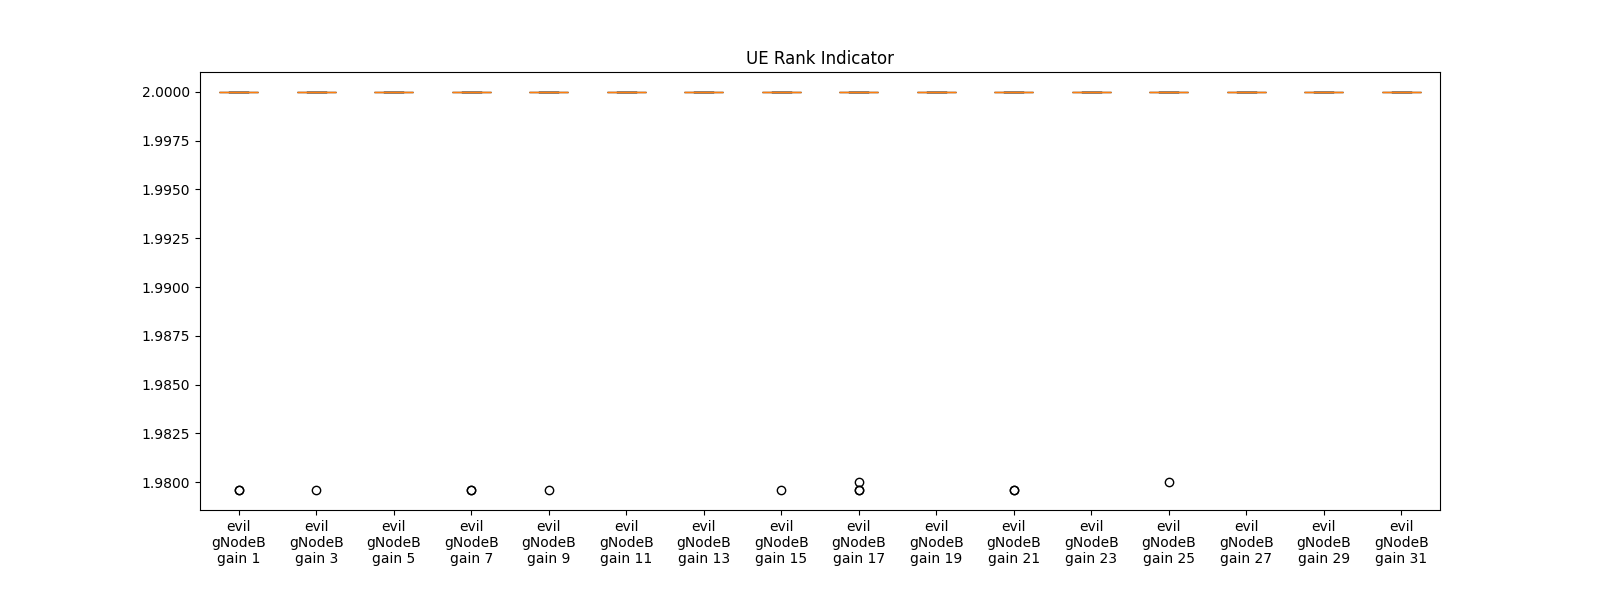 UE Rank Indicator
2.0000
1.9975
1.9950
1.9925
1.9900
1.9875
1.9850
1.9825
1.9800
evil
gNodeB
gain 1
evil
gNodeB
gain 3
evil
gNodeB
gain 5
evil
gNodeB
gain 7
evil
gNodeB
gain 9
evil
gNodeB
gain 11
evil
gNodeB
gain 13
evil
gNodeB
gain 15
evil
gNodeB
gain 17
evil
gNodeB
gain 19
evil
gNodeB
gain 21
evil
gNodeB
gain 23
evil
gNodeB
gain 25
evil
gNodeB
gain 27
evil
gNodeB
gain 29
evil
gNodeB
gain 31